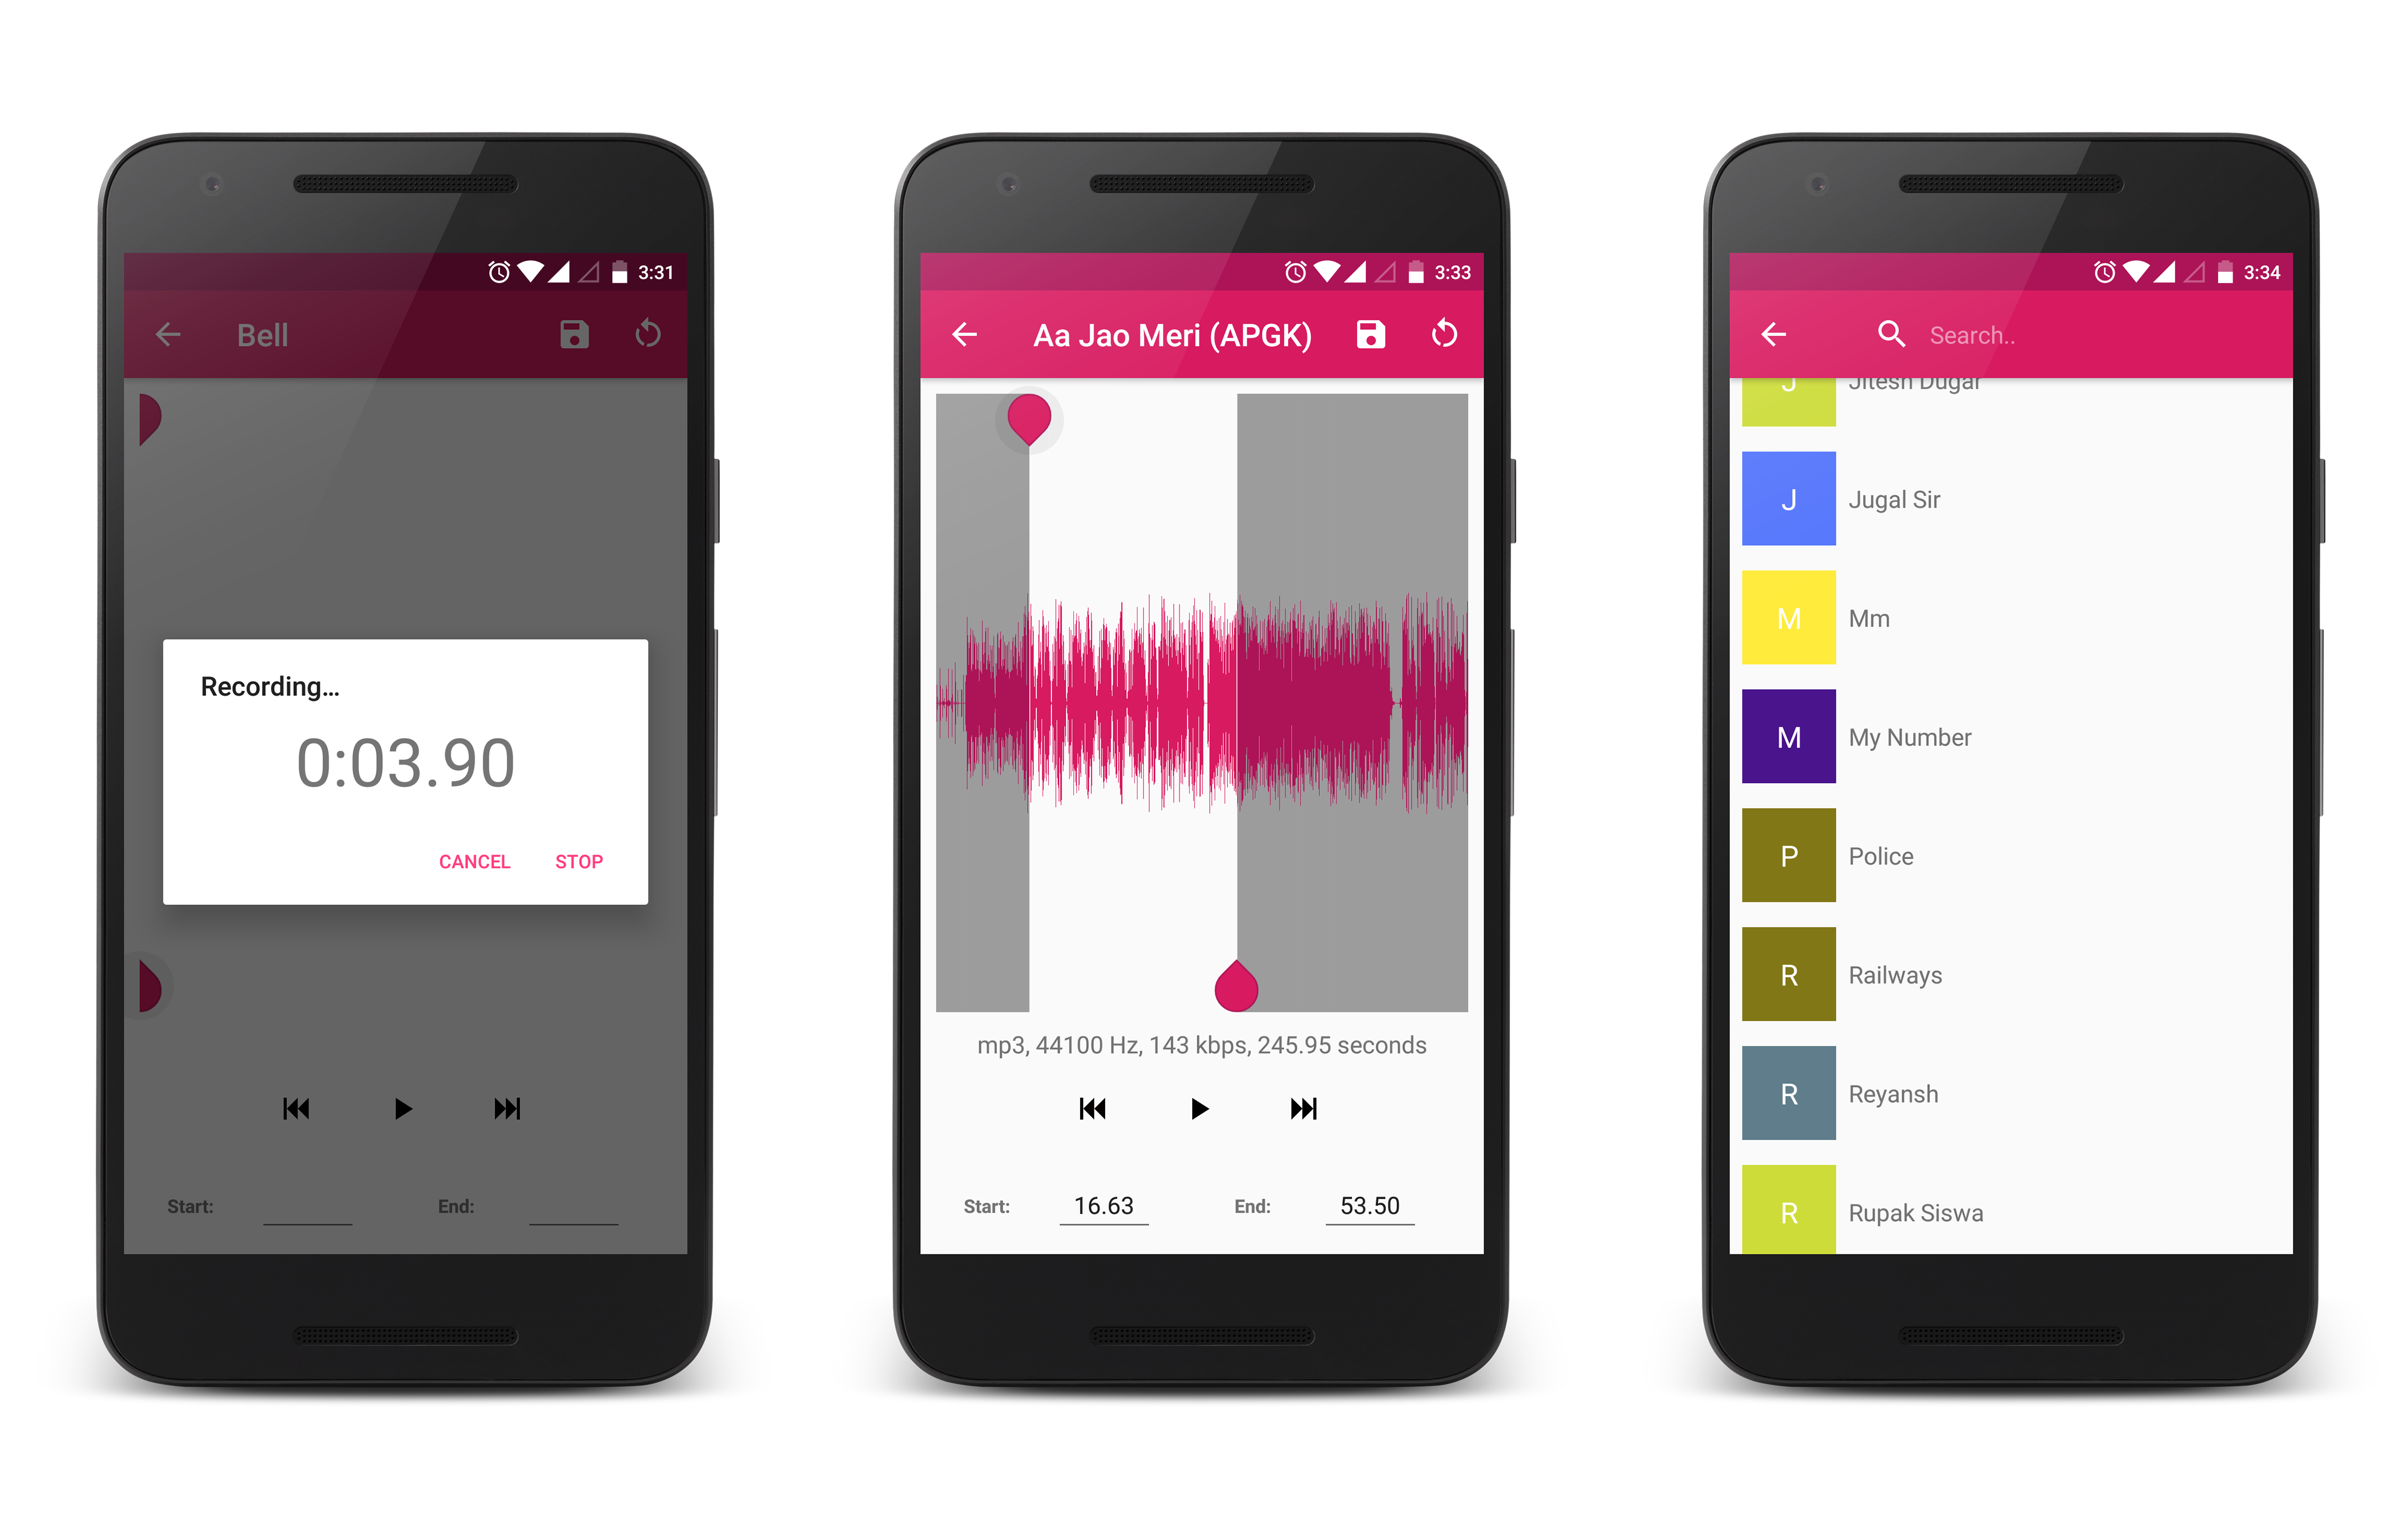 3:31
Bell
Recording...
0:03.90
CANCEL STOP
Start: End:
3:33
Aa Jao Meri (APGK)
mp3, 44100 Hz, 143 kbps, 245.95 seconds
Start: 16.63 End: 53.50
3:34
Search..
J Jitesh Dugar
J Jugal Sir
M Mm
M My Number
P Police
R Railways
R Reyansh
R Rupak Siswa